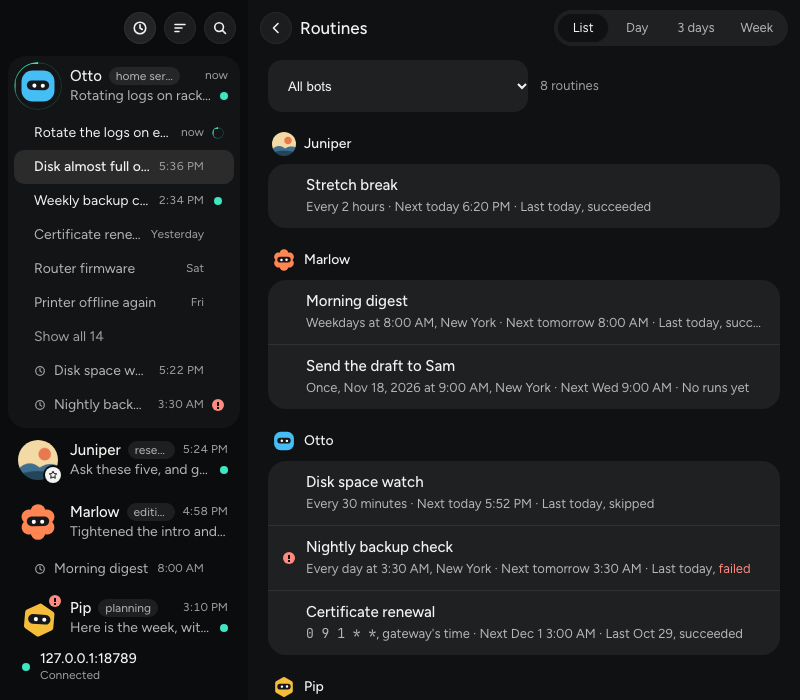 Otto home ser... now
Rotating logs on rack...
Rotate the logs on e... now
Disk almost full o... 5:36 PM
Weekly backup c... 2:34 PM
Certificate rene... Yesterday
Router firmware Sat
Printer offline again Fri
Show all 14
Disk space w... 5:22 PM
Nightly back... 3:30 AM
Juniper rese... 5:24 PM
Ask these five, and g...
Marlow editi... 4:58 PM
Tightened the intro and...
Morning digest 8:00 AM
Pip planning 3:10 PM
Here is the week, wit...
127.0.0.1:18789
Connected
Routines
List Day 3 days Week
All bots 8 routines
Juniper
Stretch break
Every 2 hours · Next today 6:20 PM · Last today, succeeded
Marlow
Morning digest
Weekdays at 8:00 AM, New York · Next tomorrow 8:00 AM · Last today, succ...
Send the draft to Sam
Once, Nov 18, 2026 at 9:00 AM, New York · Next Wed 9:00 AM · No runs yet
Otto
Disk space watch
Every 30 minutes · Next today 5:52 PM · Last today, skipped
Nightly backup check
Every day at 3:30 AM, New York · Next tomorrow 3:30 AM · Last today, failed
Certificate renewal
0 9 1 * *, gateway's time · Next Dec 1 3:00 AM · Last Oct 29, succeeded
Pip